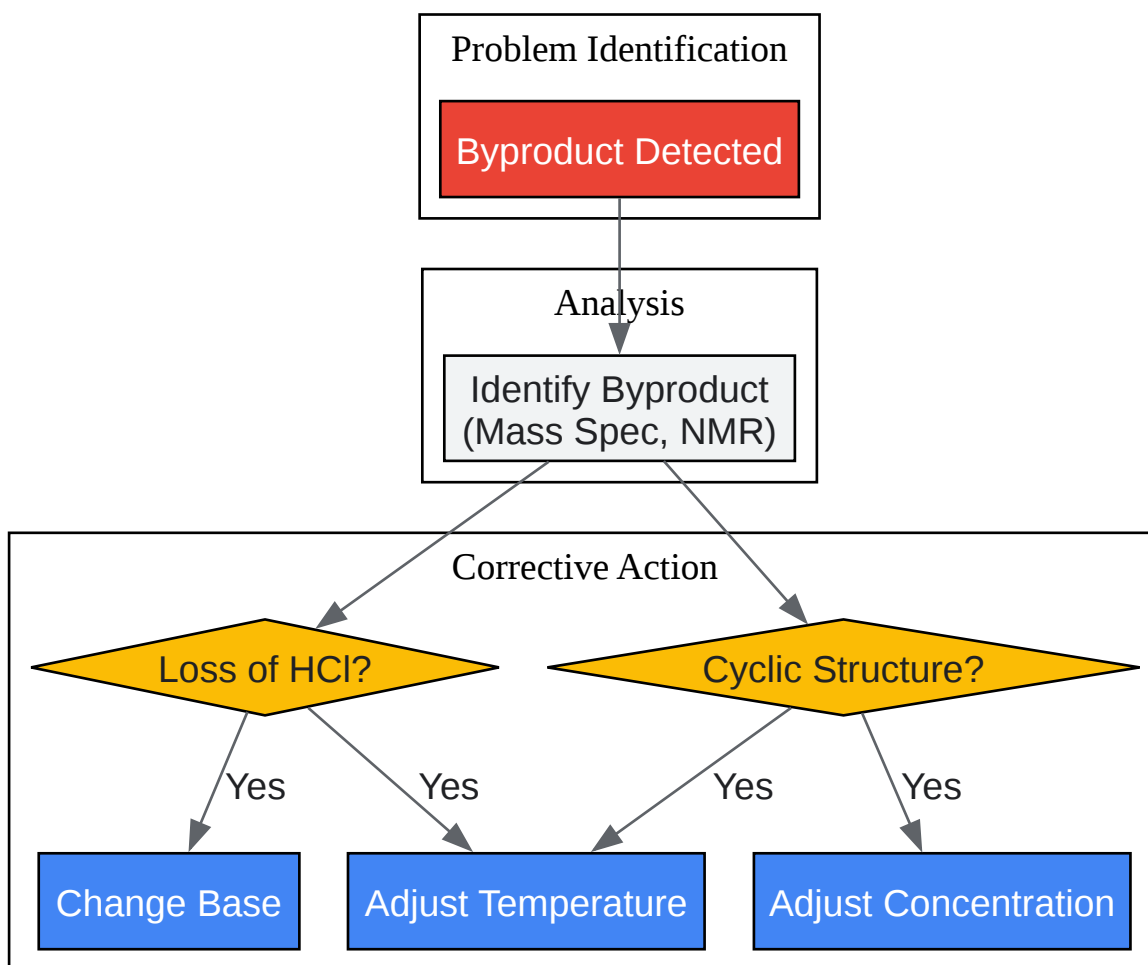 Problem Identification
Byproduct Detected
Analysis
Identify Byproduct
(Mass Spec, NMR)
Corrective Action
Loss of HCl?
Cyclic Structure?
Yes
Yes
Yes
Yes
Change Base
Adjust Temperature
Adjust Concentration